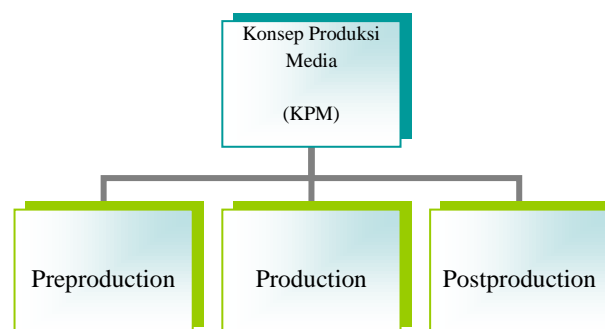 Konsep Produksi
Media
(KPM)
Preproduction
Production
Postproduction